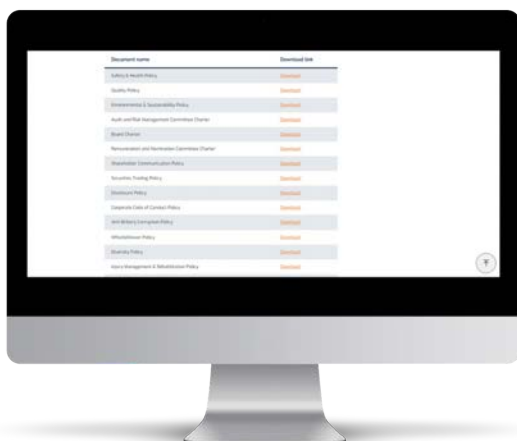 Document name Download link
Safety & Health Policy Download
Quality Policy Download
Environmental & Sustainability Policy Download
Audit and Risk Management Committee Charter Download
Board Charter Download
Remuneration and Nomination Committee Charter Download
Shareholder Communication Policy Download
Securities Trading Policy Download
Disclosure Policy Download
Corporate Code of Conduct Policy Download
Anti-Bribery Corruption Policy Download
Whistleblower Policy Download
Diversity Policy Download
Management & Rehabilitation Policy Download